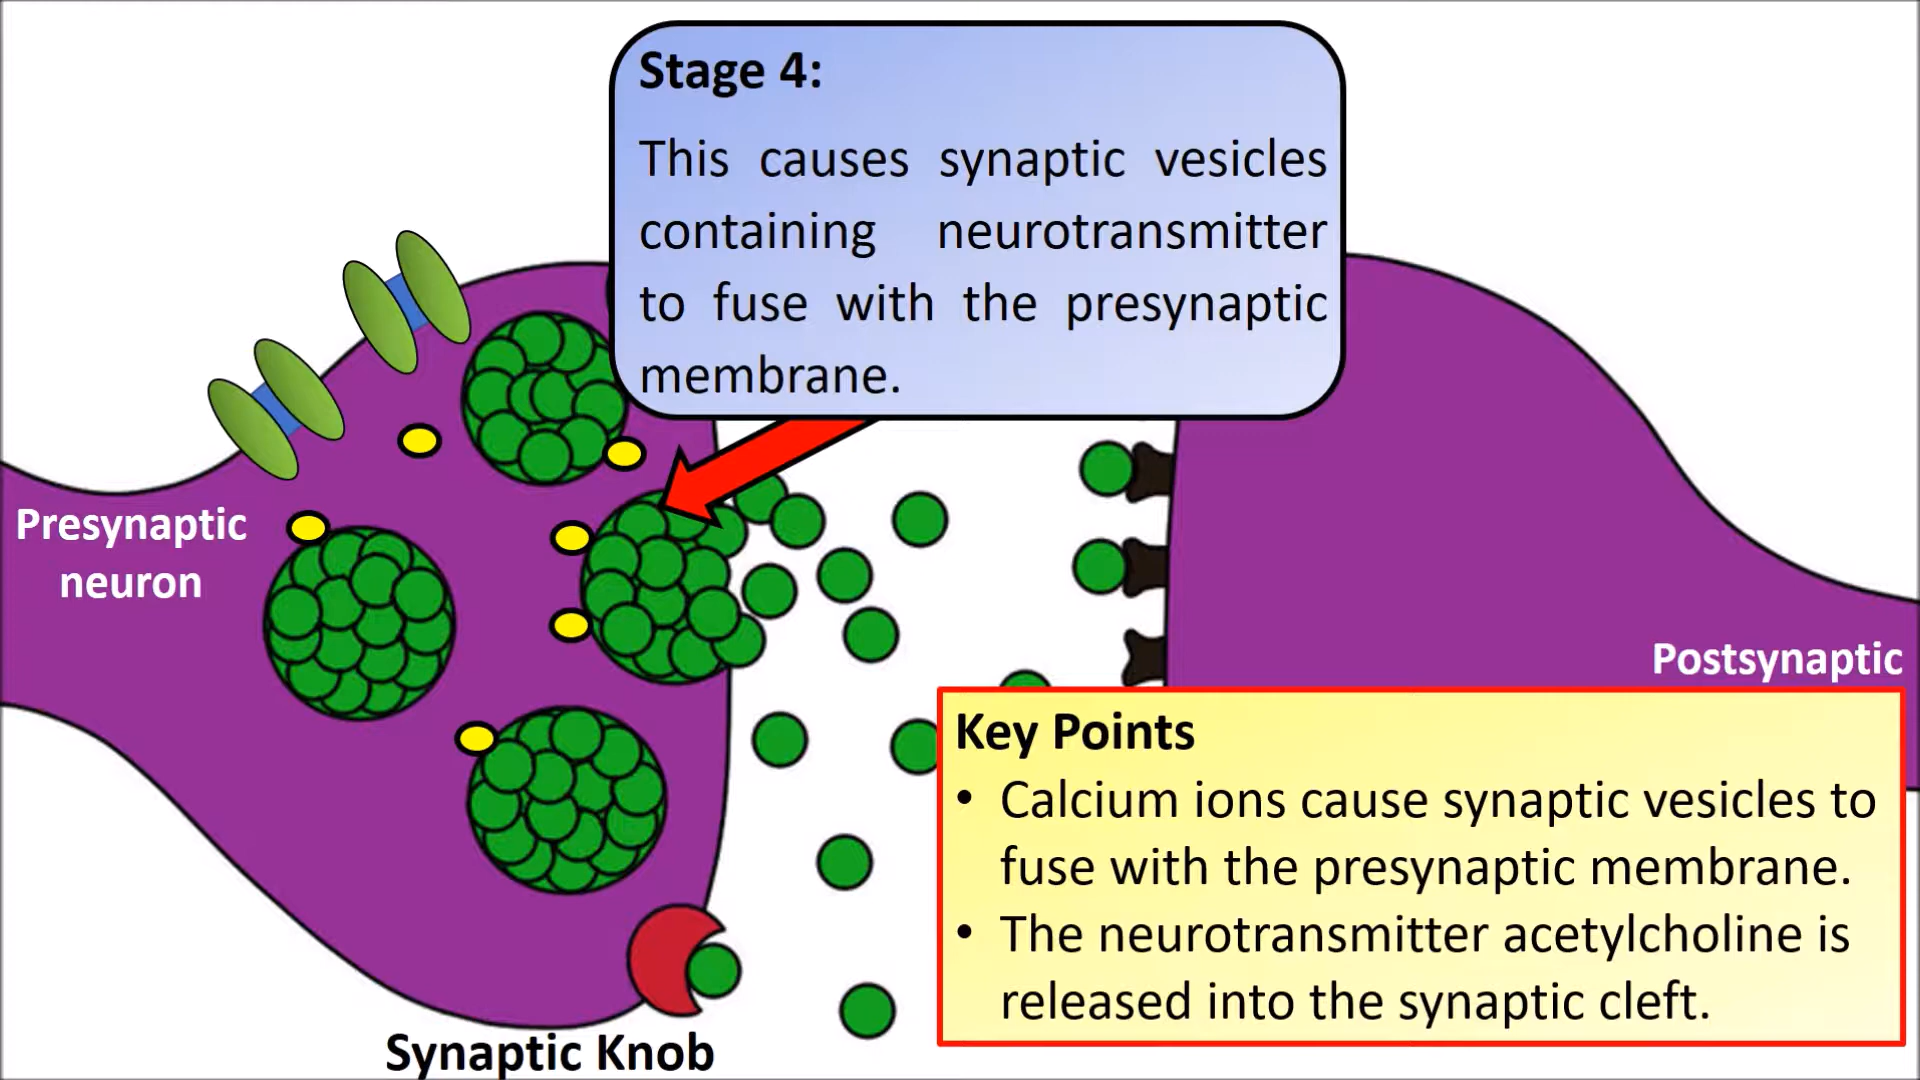 Stage 4:
This causes synaptic vesicles
containing neurotransmitter
to fuse with the presynaptic
membrane.
Presynaptic
neuron
Postsynaptic
Key Points
• Calcium ions cause synaptic vesicles to
fuse with the presynaptic membrane.
• The neurotransmitter acetylcholine is
released into the synaptic cleft.
Synaptic Knob